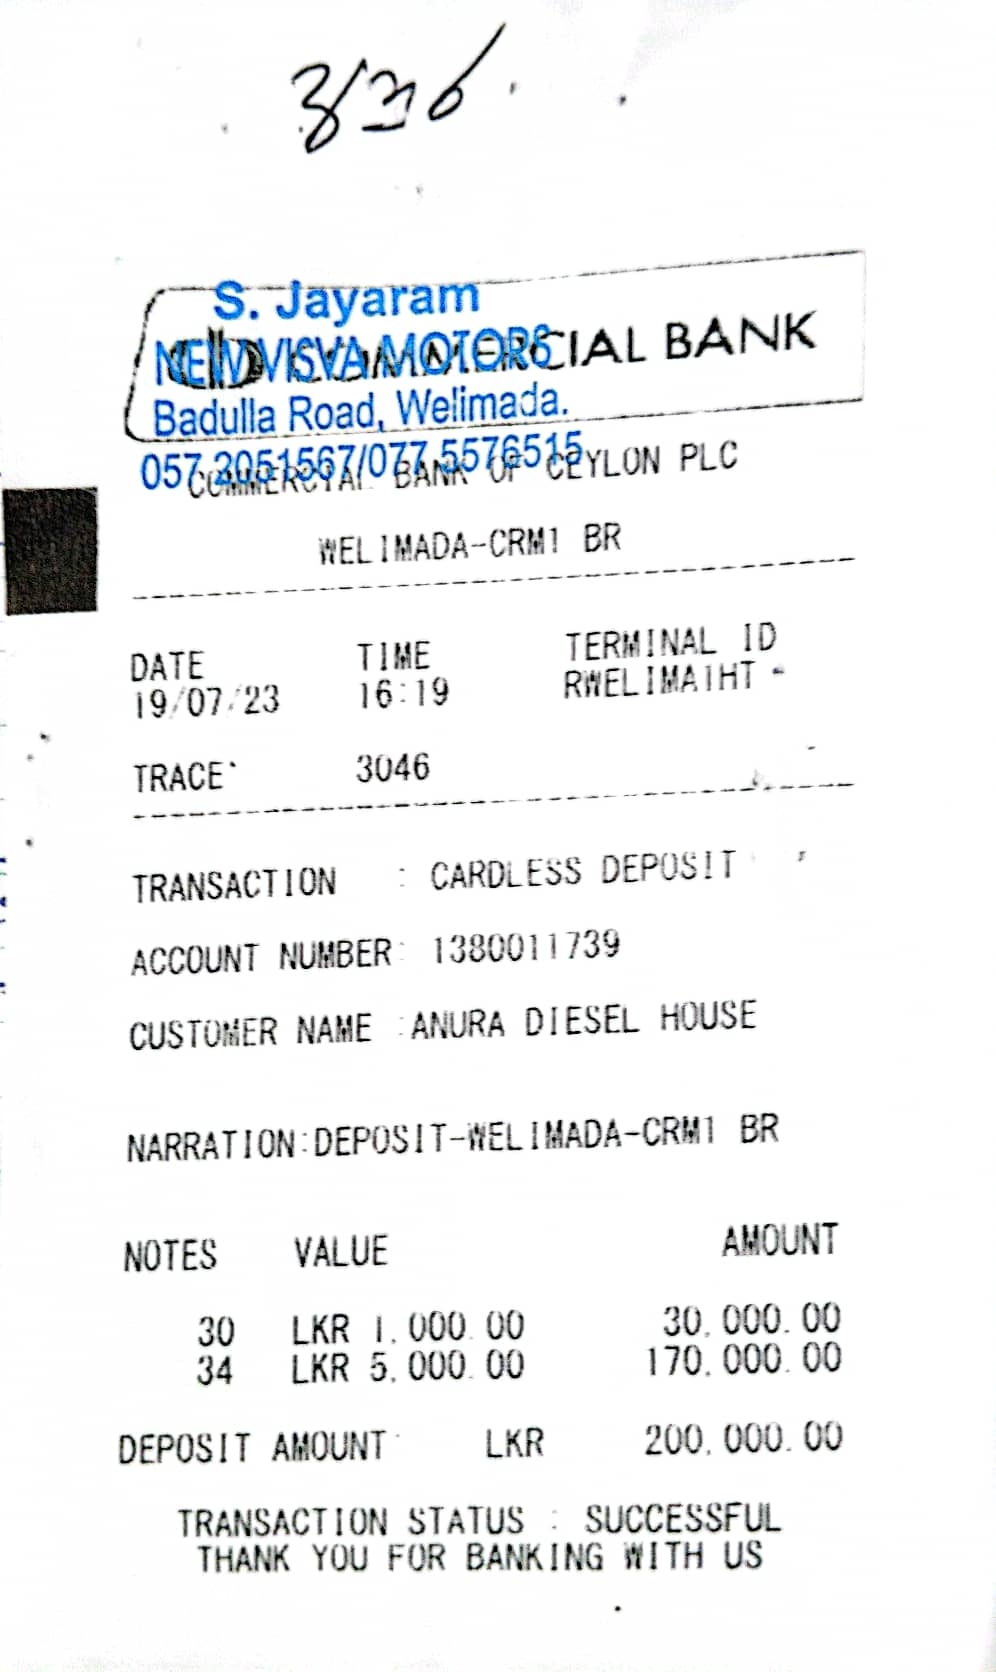 S. Jayaram
NEW VISVA MOTORS
COMMERCIAL BANK
Badulla Road, Welimada.
057 2051567/077 5576515
COMMERCIAL BANK OF CEYLON PLC
WELIMADA-CRM1 BR
DATE TIME TERMINAL ID
19/07/23 16:19 RWELIMA1HT
TRACE 3046
TRANSACTION : CARDLESS DEPOSIT
ACCOUNT NUMBER: 1380011739
CUSTOMER NAME :ANURA DIESEL HOUSE
NARRATION:DEPOSIT-WELIMADA-CRM1 BR
NOTES VALUE AMOUNT
30 LKR 1,000.00 30,000.00
34 LKR 5,000.00 170,000.00
DEPOSIT AMOUNT LKR 200,000.00
TRANSACTION STATUS : SUCCESSFUL
THANK YOU FOR BANKING WITH US